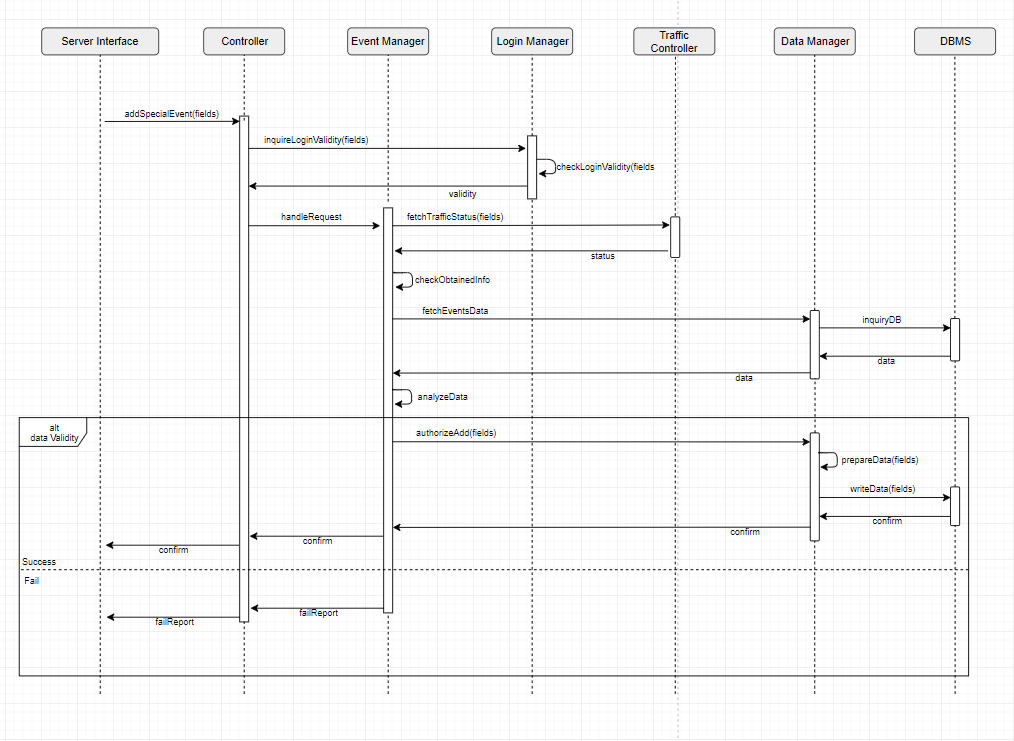 Server Interface
Controller
Event Manager
Login Manager
Traffic
Controller
Data Manager
DBMS
addSpecialEvent(fields)
inquireLoginValidity(fields)
checkLoginValidity(fields
validity
handleRequest
fetchTrafficStatus(fields)
status
checkObtainedInfo
fetchEventsData
inquiryDB
data
data
analyzeData
alt
data Validity
authorizeAdd(fields)
prepareData(fields)
writeData(fields)
confirm
confirm
confirm
confirm
Success
Fail
failReport
failReport